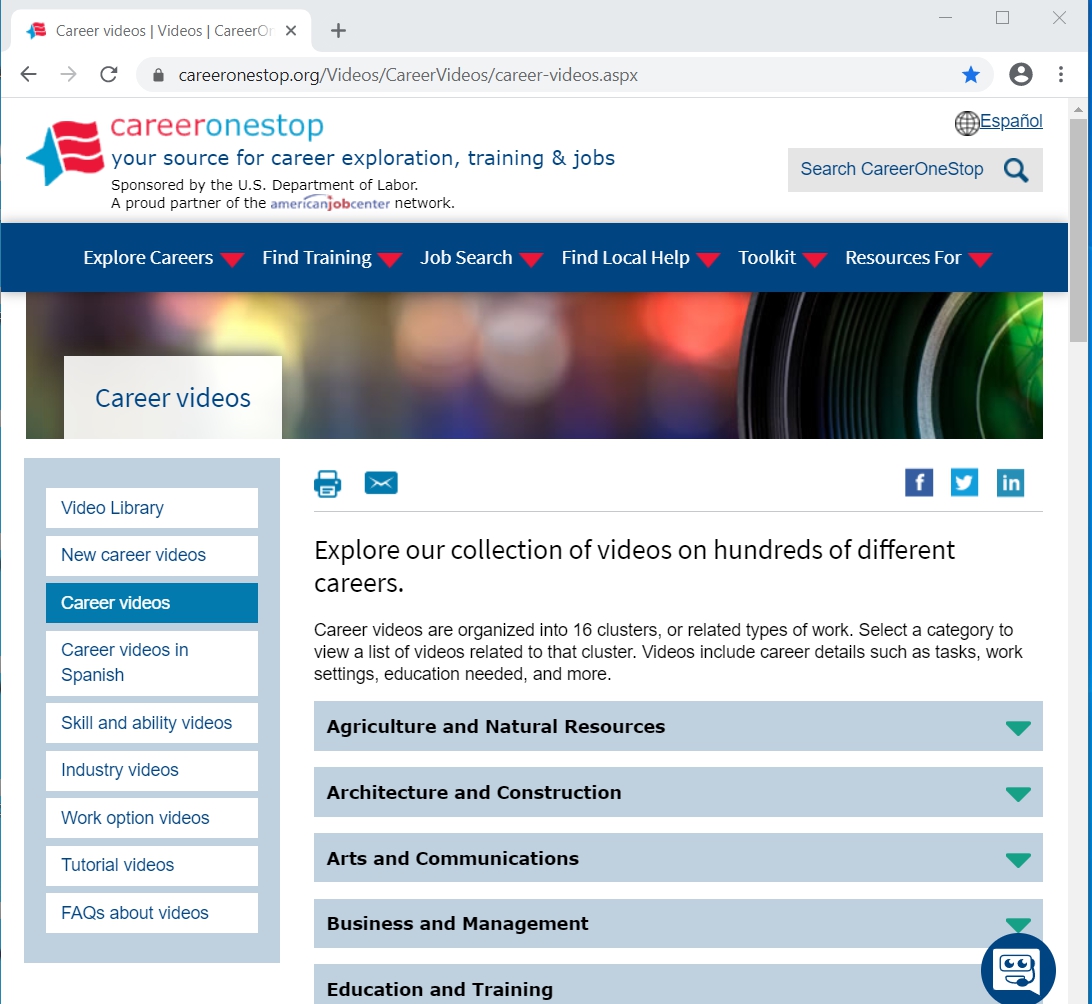 Career videos | Videos | CareerOn
careeronestop.org/Videos/CareerVideos/career-videos.aspx
careeronestop
your source for career exploration, training & jobs
Sponsored by the U.S. Department of Labor.
A proud partner of the americanjobcenter network.
Español
Search CareerOneStop
Explore Careers Find Training Job Search Find Local Help Toolkit Resources For
Career videos
Video Library
New career videos
Career videos
Career videos in
Spanish
Skill and ability videos
Industry videos
Work option videos
Tutorial videos
FAQs about videos
f in
Explore our collection of videos on hundreds of different
careers.
Career videos are organized into 16 clusters, or related types of work. Select a category to
view a list of videos related to that cluster. Videos include career details such as tasks, work
settings, education needed, and more.
Agriculture and Natural Resources
Architecture and Construction
Arts and Communications
Business and Management
Education and Training